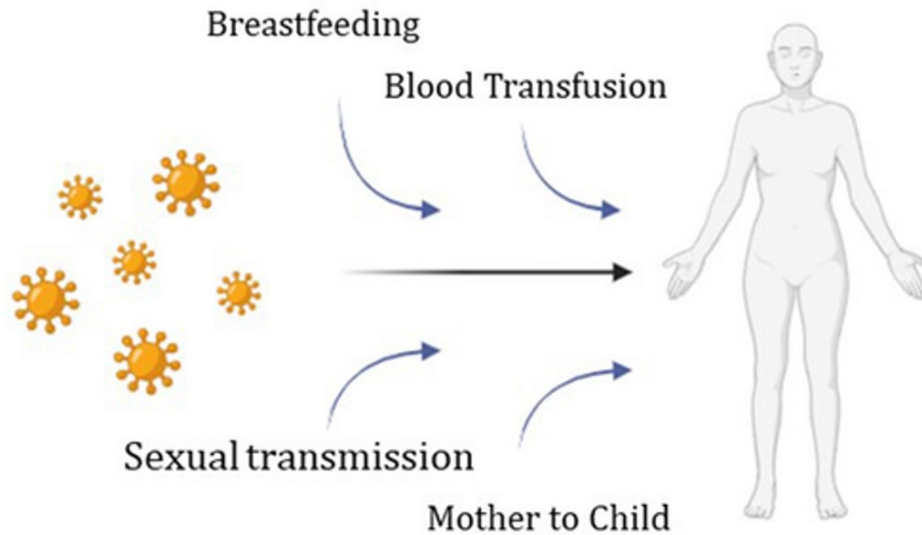 Breastfeeding
Blood Transfusion
Sexual transmission
Mother to Child